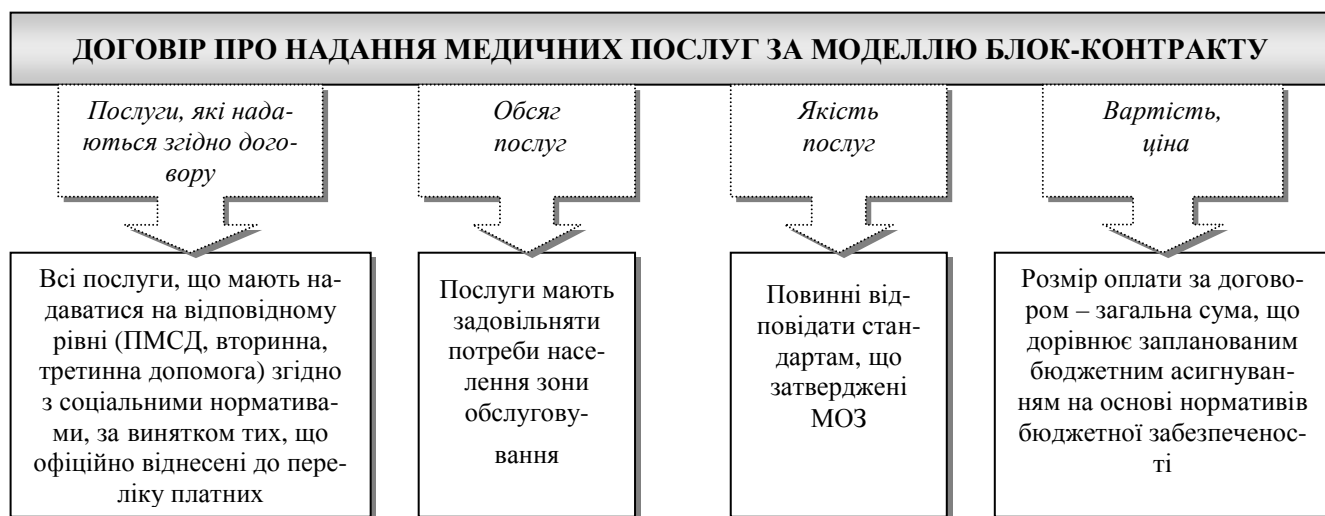 ДОГОВІР ПРО НАДАННЯ МЕДИЧНИХ ПОСЛУГ ЗА МОДЕЛЛЮ БЛОК-КОНТРАКТУ
Послуги, які нада-
ються згідно дого-
вору
Обсяг
послуг
Якість
послуг
Вартість,
ціна
Всі послуги, що мають на-
даватися на відповідному
рівні (ПМСД, вторинна,
третинна допомога) згідно
з соціальними норматива-
ми, за винятком тих, що
офіційно віднесені до пере-
ліку платних
Послуги мають
задовільняти
потреби насе-
лення зони
обслугову-
вання
Повинні від-
повідати стан-
дартам, що
затверджені
МОЗ
Розмір оплати за догово-
ром – загальна сума, що
дорівнює запланованим
бюджетним асигнуван-
ням на основі нормативів
бюджетної забезпеченос-
ті